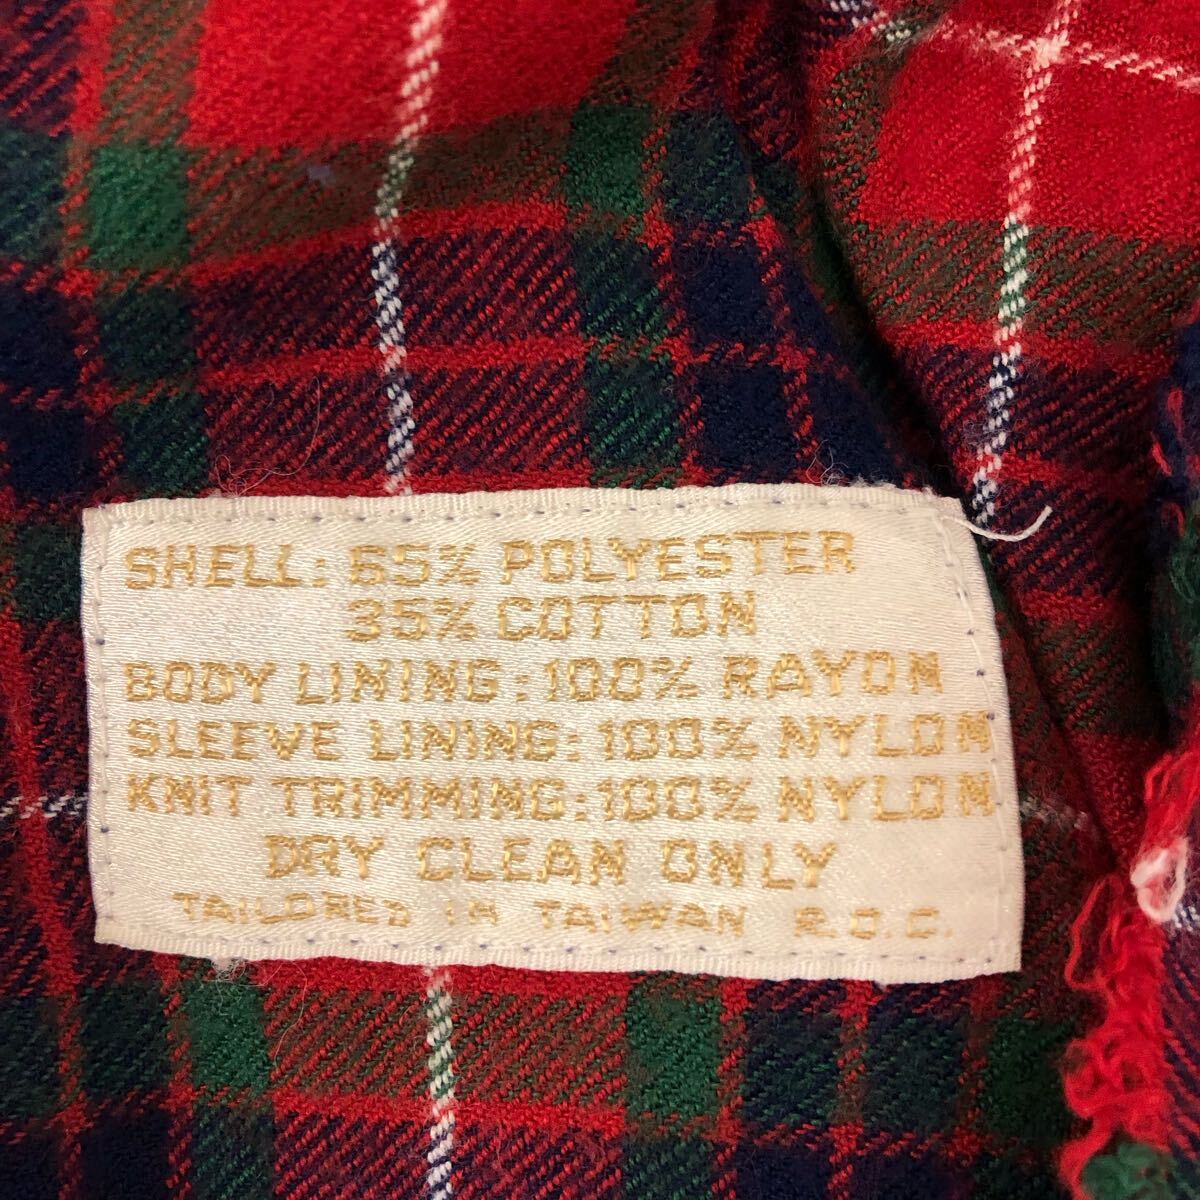 SHELL: 65% POLYESTER
35% COTTON
BODY LINING: 100% RAYON
SLEEVE LINING: 100% NYLON
KNIT TRIMMING: 100% NYLON
DRY CLEAN ONLY
TAILORED IN TAIWAN R.O.C.